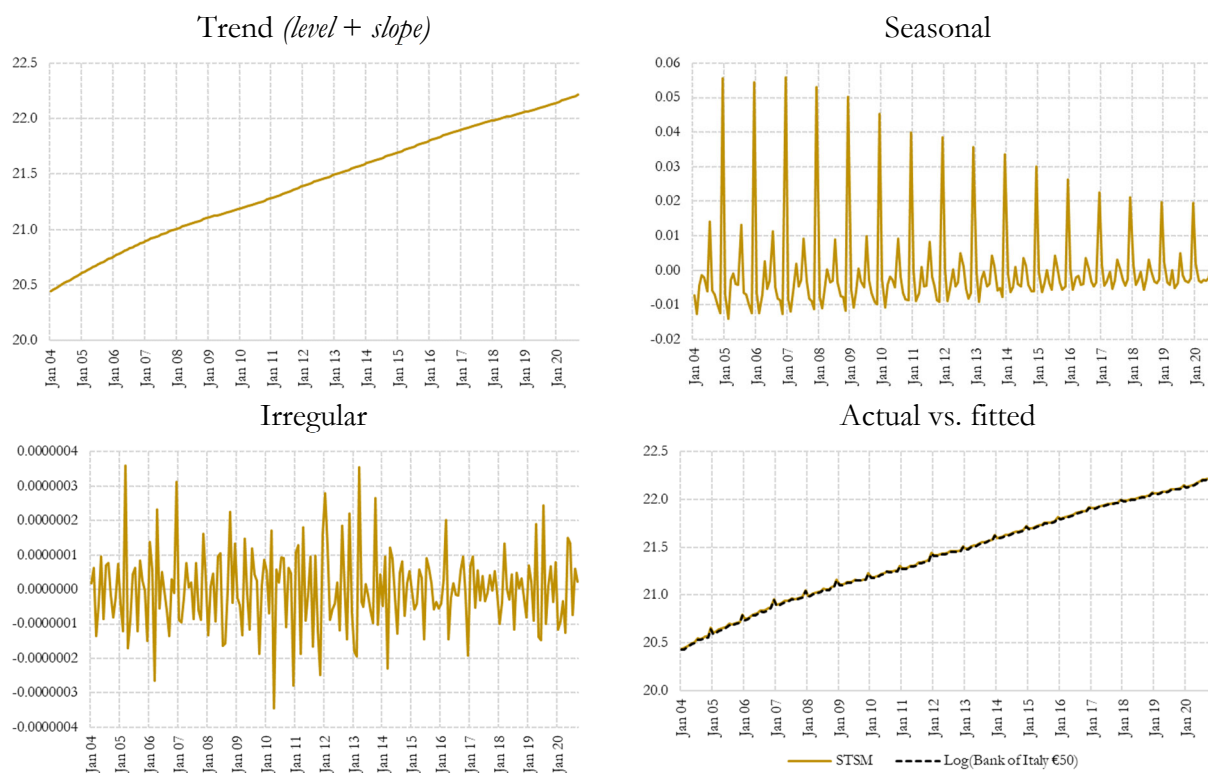 Trend (level + slope)
22.5
22.0
21.5
21.0
20.5
20.0
Jan 04
Jan 05
Jan 06
Jan 07
Jan 08
Jan 09
Jan 10
Jan 11
Jan 12
Jan 13
Jan 14
Jan 15
Jan 16
Jan 17
Jan 18
Jan 19
Jan 20
Seasonal
0.06
0.05
0.04
0.03
0.02
0.01
0.00
-0.01
-0.02
Jan 04
Jan 05
Jan 06
Jan 07
Jan 08
Jan 09
Jan 10
Jan 11
Jan 12
Jan 13
Jan 14
Jan 15
Jan 16
Jan 17
Jan 18
Jan 19
Jan 20
Irregular
0.0000004
0.0000003
0.0000002
0.0000001
0.0000000
-0.0000001
-0.0000002
-0.0000003
-0.0000004
Jan 04
Jan 05
Jan 06
Jan 07
Jan 08
Jan 09
Jan 10
Jan 11
Jan 12
Jan 13
Jan 14
Jan 15
Jan 16
Jan 17
Jan 18
Jan 19
Jan 20
Actual vs. fitted
22.5
22.0
21.5
21.0
20.5
20.0
Jan 04
Jan 05
Jan 06
Jan 07
Jan 08
Jan 09
Jan 10
Jan 11
Jan 12
Jan 13
Jan 14
Jan 15
Jan 16
Jan 17
Jan 18
Jan 19
Jan 20
STSM
Log(Bank of Italy €50)